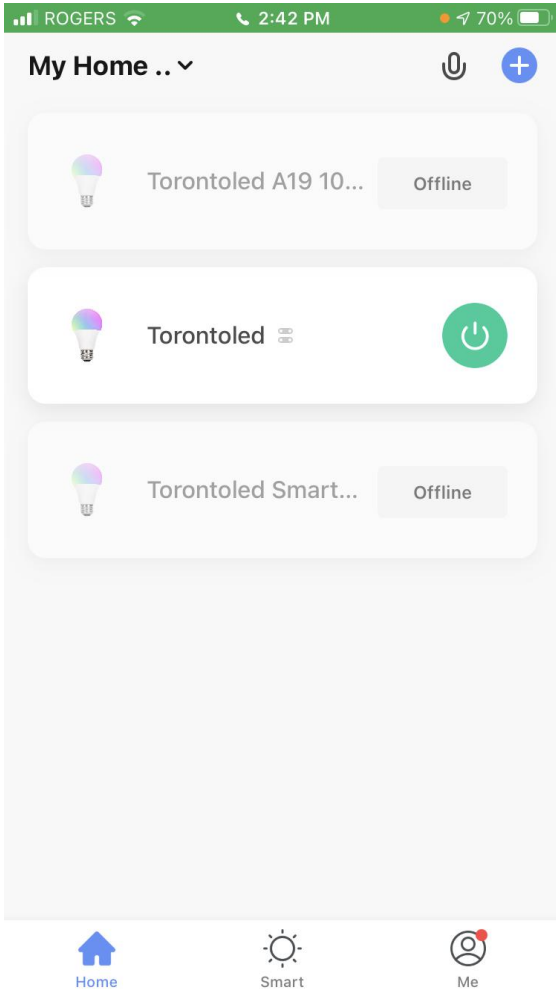 ROGERS 2:42 PM 70%
My Home ..
Torontoled A19 10... Offline
Torontoled
Torontoled Smart... Offline
Home Smart Me